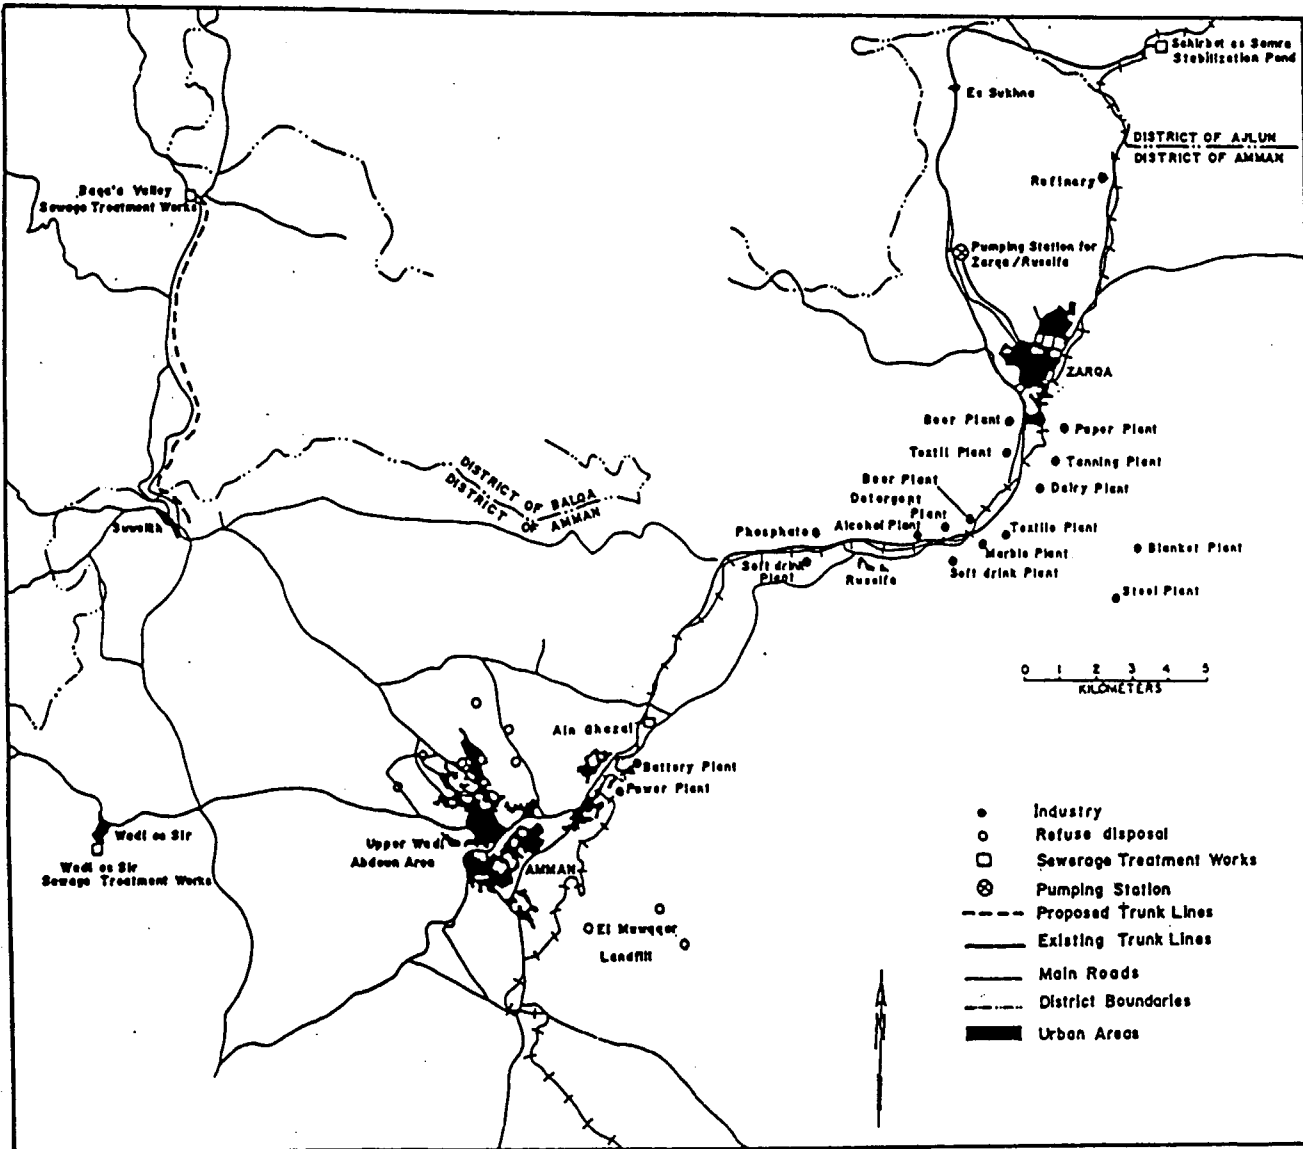 Sehirbet as Samra
Stabilization Pond
Es Sukhna
DISTRICT OF AJLUN
DISTRICT OF AMMAN
Refinery
Baqa'a Valley
Sewage Treatment Works
Pumping Station for
Zarqa/Ruseifa
ZARQA
Beer Plant
Paper Plant
Textil Plant
Tanning Plant
Beer Plant
Dairy Plant
Detergent
Plant
DISTRICT OF BALQA
DISTRICT OF AMMAN
Suwelih
Phosphate
Alcohol Plant
Textile Plant
Marble Plant
Blanket Plant
Soft drink
Plant
Ruseifa
Soft drink Plant
Steel Plant
0 1 2 3 4 5
KILOMETERS
Ain Ghazal
Battery Plant
Power Plant
Wadi es Sir
Wadi es Sir
Sewage Treatment Works
Upper Wadi
Abdoun Area
AMMAN
El Muwqqar
Landfill
Industry
Refuse disposal
Sewerage Treatment Works
Pumping Station
Proposed Trunk Lines
Existing Trunk Lines
Main Roads
District Boundaries
Urban Areas